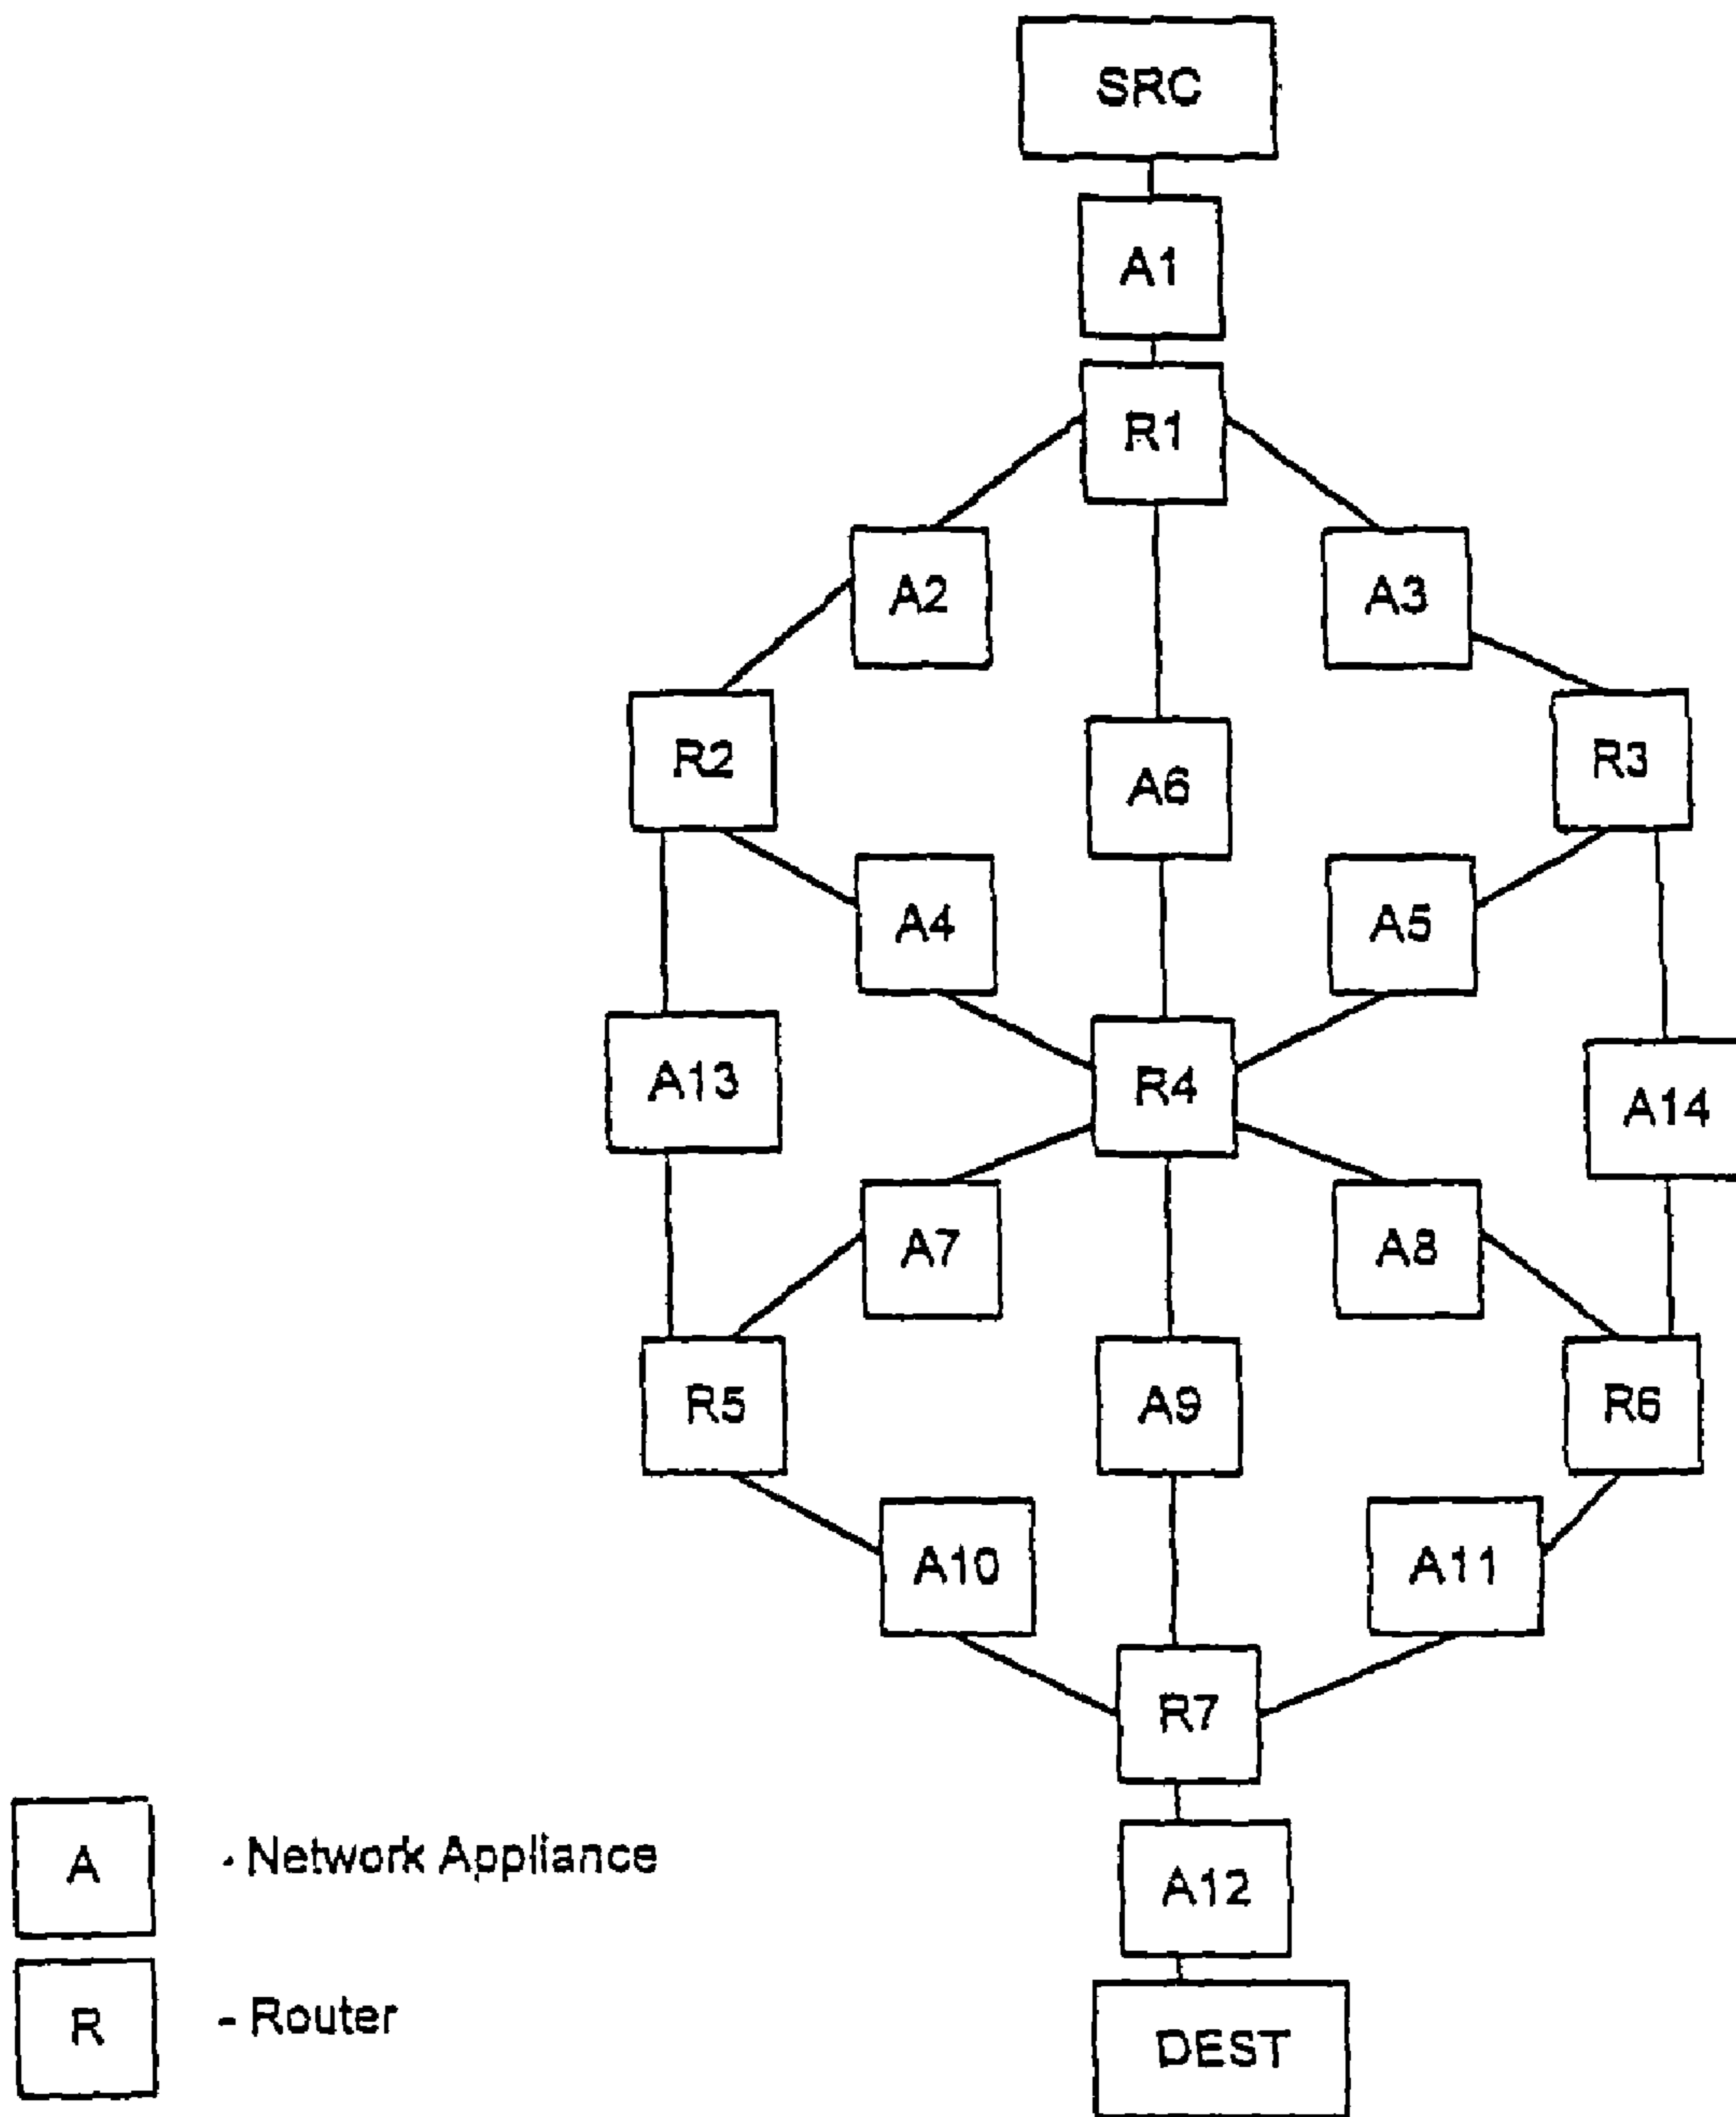 SRC
A1
R1
A2
A3
R2
A6
R3
A4
A5
A13
R4
A14
A7
A8
R5
A9
R6
A10
A11
R7
A - Network Appliance
A12
R - Router
DEST